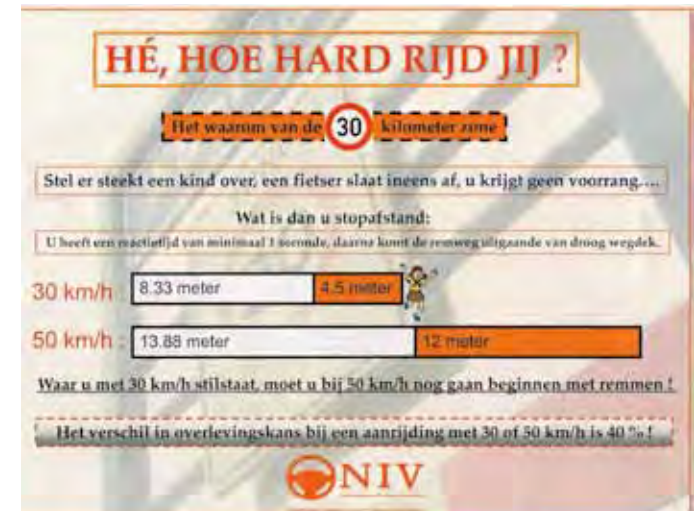 HÉ, HOE HARD RIJD JIJ ?
Het waarom van de 30 kilometer zone
Stel er steekt een kind over, een fietser slaat ineens af, u krijgt geen voorrang….
Wat is dan u stopafstand:
U heeft een reactietijd van minimaal 1 seconde, daarna komt de remweg uitgaande van droog wegdek.
30 km/h : 8.33 meter 4.5 meter
50 km/h : 13.88 meter 12 meter
Waar u met 30 km/h stilstaat, moet u bij 50 km/h nog gaan beginnen met remmen !
Het verschil in overlevingskans bij een aanrijding met 30 of 50 km/h is 40 % !
NIV